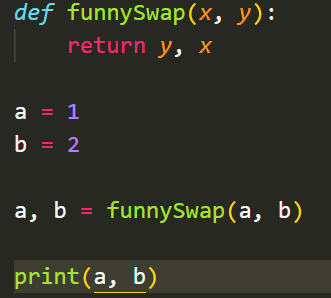 def funnySwap(x, y):
    return y, x
a = 1
b = 2
a, b = funnySwap(a, b)
print(a, b)